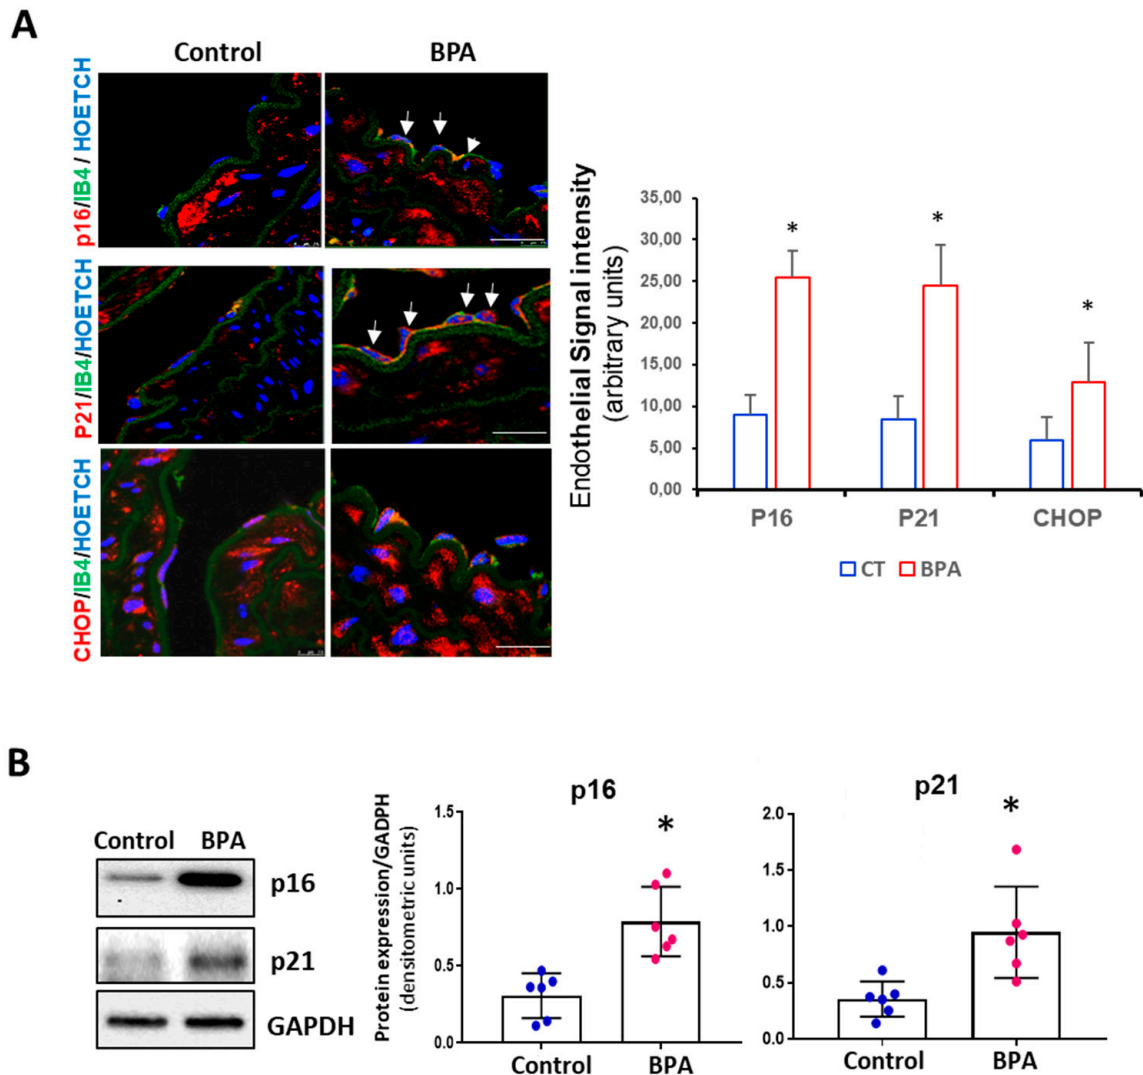 A
Control
BPA
p16/IB4 / HOETCH
P21/IB4/HOETCH
CHOP/IB4/HOETCH
Endothelial Signal intensity
(arbitrary units)
35,00
30,00
25,00
20,00
15,00
10,00
5,00
0,00
*
*
*
P16
P21
CHOP
CT
BPA
B
Control
BPA
p16
p21
GAPDH
Protein expression/GADPH
(densitometric units)
p16
1.5
1.0
0.5
0.0
*
Control
BPA
p21
2.0
1.5
1.0
0.5
0.0
*
Control
BPA